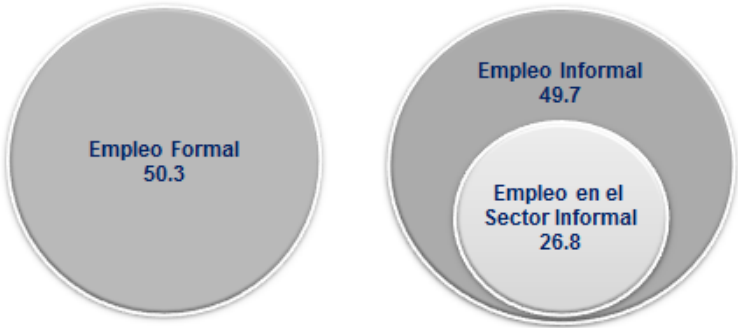 Empleo Formal
50.3
Empleo Informal
49.7
Empleo en el
Sector Informal
26.8